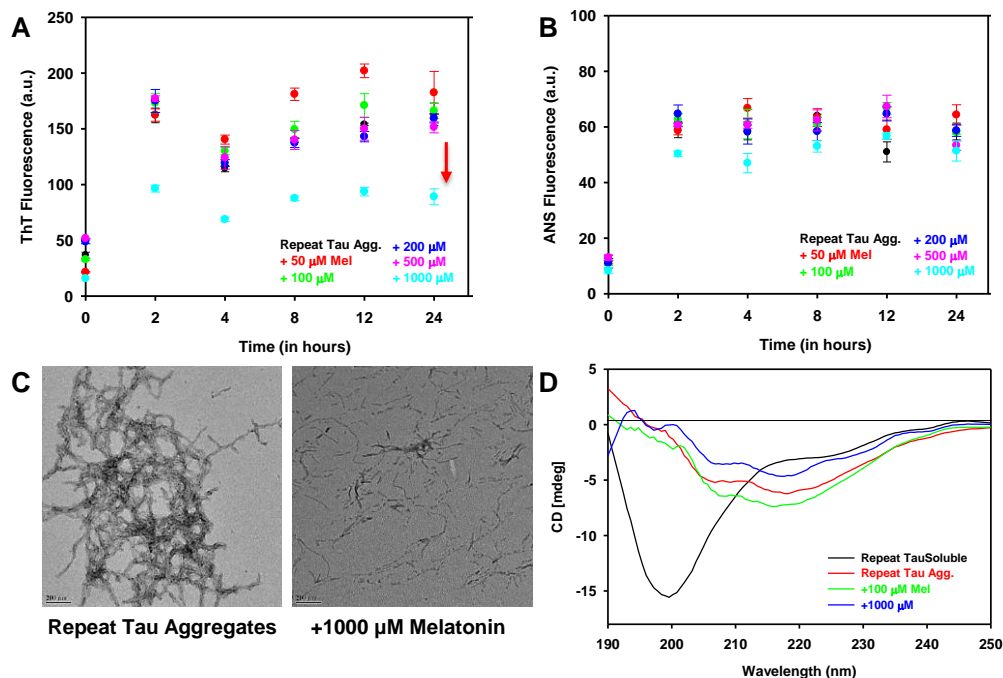 A
250
200
150
100
50
0
ThT Fluorescence (a.u.)
Repeat Tau Agg.
+ 50 µM Mel
+ 100 µM
+ 200 µM
+ 500 µM
+ 1000 µM
0 2 4 8 12 24
Time (in hours)
B
100
80
60
40
20
0
ANS Fluorescence (a.u.)
Repeat Tau Agg.
+ 50 µM Mel
+ 100 µM
+ 200 µM
+ 500 µM
+ 1000 µM
0 2 4 8 12 24
Time (in hours)
C
200 nm
200 nm
Repeat Tau Aggregates
+1000 µM Melatonin
D
5
0
-5
-10
-15
CD [mdeg]
Repeat TauSoluble
Repeat Tau Agg.
+100 µM Mel
+1000 µM
190 200 210 220 230 240 250
Wavelength (nm)